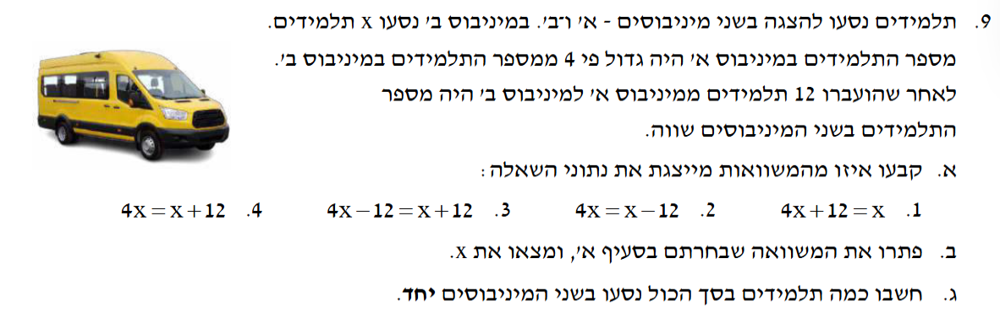 9. תלמידים נסעו להצגה בשני מיניבוסים - א׳ ו־ב׳. במיניבוס ב׳ נסעו x תלמידים.
מספר התלמידים במיניבוס א׳ היה גדול פי 4 ממספר התלמידים במיניבוס ב׳.
לאחר שהועברו 12 תלמידים ממיניבוס א׳ למיניבוס ב׳ היה מספר
התלמידים בשני המיניבוסים שווה.
א. קבעו איזו מהמשוואות מייצגת את נתוני השאלה:
1. 4x+12=x 2. 4x=x−12 3. 4x−12=x+12 4. 4x=x+12
ב. פתרו את המשוואה שבחרתם בסעיף א׳, ומצאו את x.
ג. חשבו כמה תלמידים בסך הכול נסעו בשני המיניבוסים יחד.